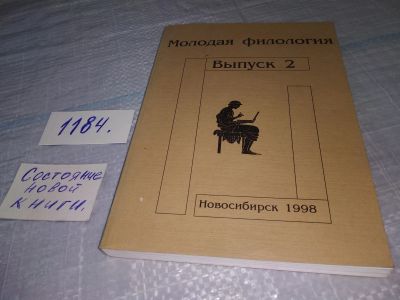 Молодая филология
Выпуск 2
Новосибирск 1998
1184.
Состояние
новой
книги.